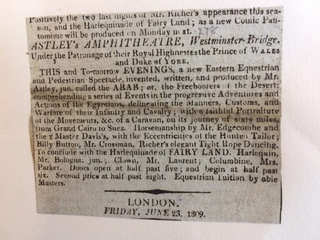 Positively the two last nights of Mr. Richer's appearance this sea-
son, and the Harlequinade of Fairy Land; as a new Comic Pan-
tomime will be produced on Monday next.
ASTLEY's AMPHITHEATRE, Westminster-Bridge.
Under the Patronage of their Royal Highnesses the Prince of WALES
and DUKE of YORK.
THIS and To-morrow EVENINGS, a new Eastern Equestrian
and Pedestrian Spectacle, invented, written, and produced by Mr.
Astley, jun. called the ARAB; or, the Freebooters of the Desert;
comprehending a series of Events in the progressive Adventures and
Actions of the Egyptians, delineating the Manners, Customs, and
Warfare of their Infantry and Cavalry; with a faithful Portraiture
of the Movements, &c. of a Caravan, on its journey of sixty miles,
from Grand Cairo to Suez. Horsemanship by Mr. Edgecombe and
the 2 Master Davis's, with the Eccentricities of the Hunted Tailor;
Billy Button, Mr. Crossman. Richer's elegant Tight Rope Dancing.
To conclude with the Harlequinade of FAIRY LAND. Harlequin,
Mr. Bologna, jun.; Clown, Mr. Laurent; Columbine, Mrs.
Parker. Doors open at half past five; and begin at half past
six. Second price at half past eight. Equestrian Tuition by able
Masters.
LONDON.
FRIDAY, JUNE 23, 1809.